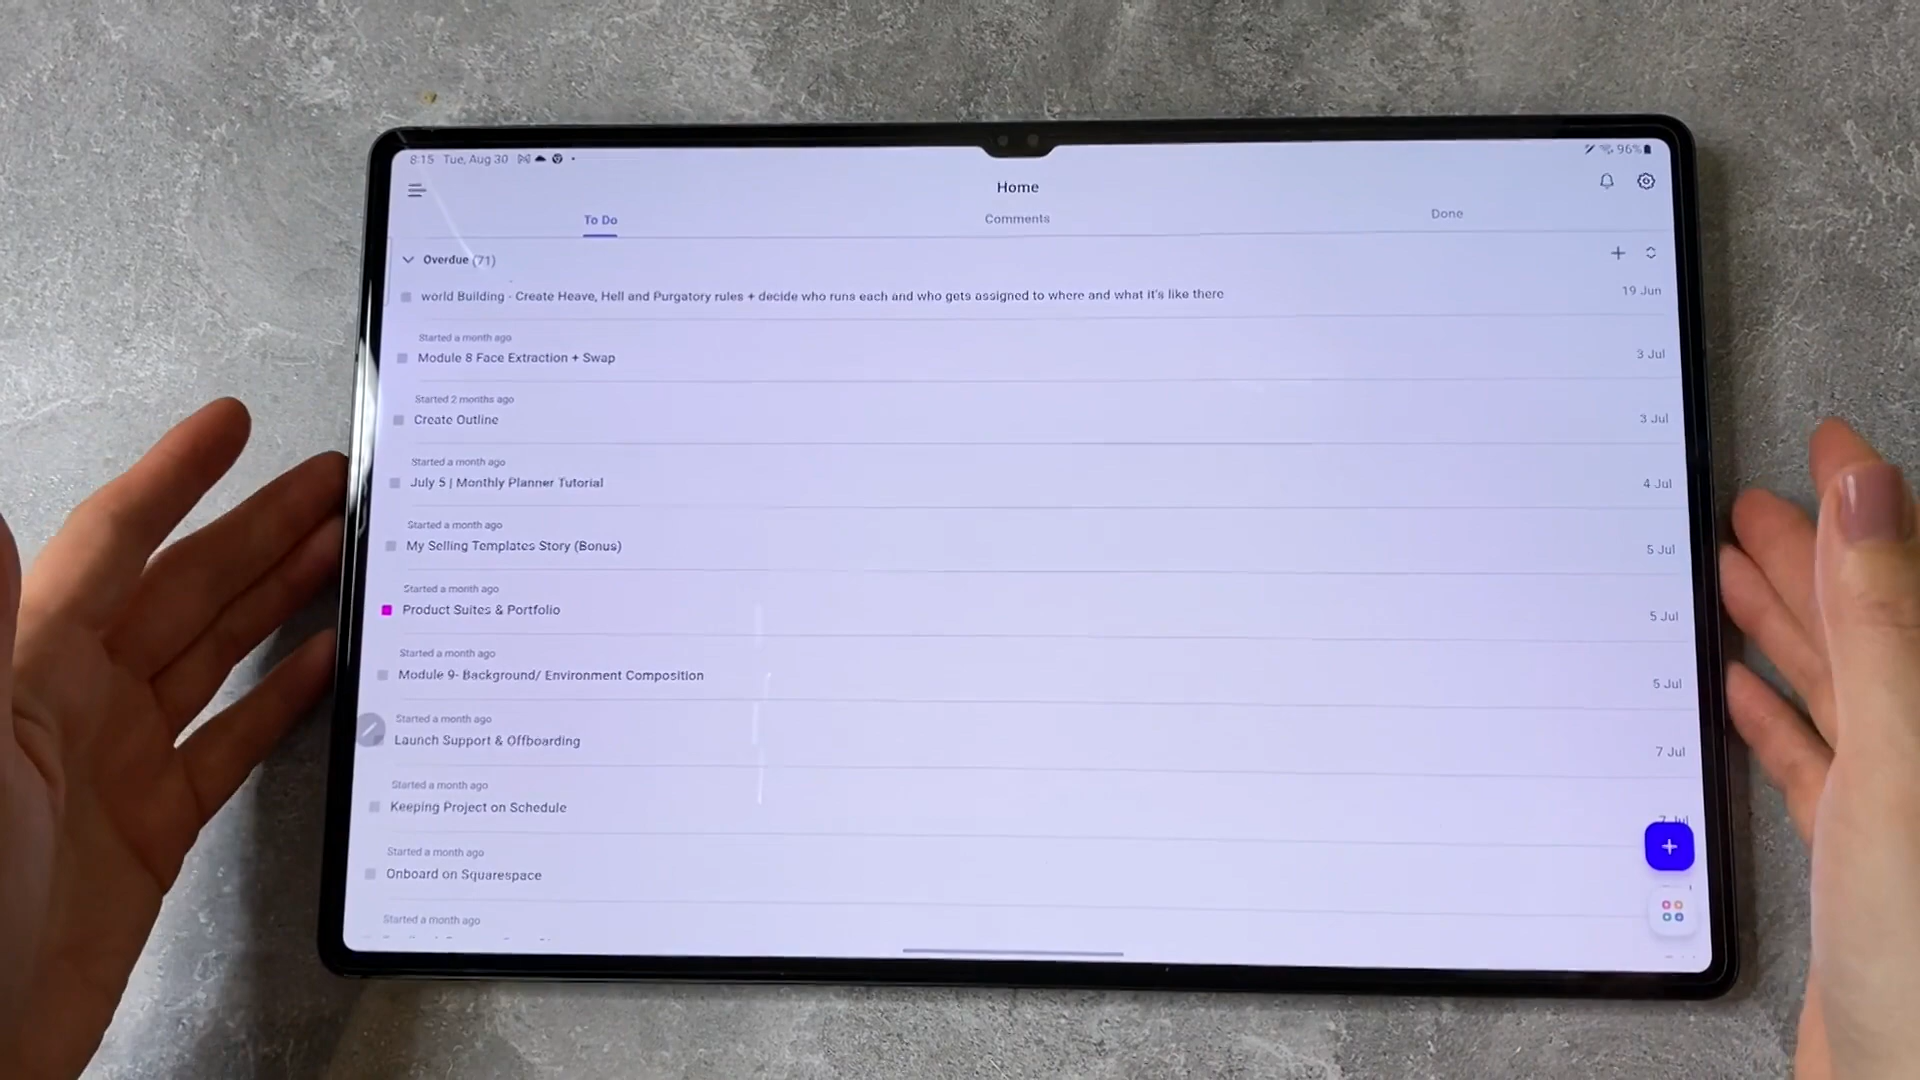 8:15 Tue, Aug 30
96%
Home
To Do
Comments
Done
Overdue (71)
world Building - Create Heave, Hell and Purgatory rules + decide who runs each and who gets assigned to where and what it's like there
19 Jun
Started a month ago
Module 8 Face Extraction + Swap
3 Jul
Started 2 months ago
Create Outline
3 Jul
Started a month ago
July 5 | Monthly Planner Tutorial
4 Jul
Started a month ago
My Selling Templates Story (Bonus)
5 Jul
Started a month ago
Product Suites & Portfolio
5 Jul
Started a month ago
Module 9- Background/ Environment Composition
5 Jul
Started a month ago
Launch Support & Offboarding
7 Jul
Started a month ago
Keeping Project on Schedule
7 Jul
Started a month ago
Onboard on Squarespace
Started a month ago